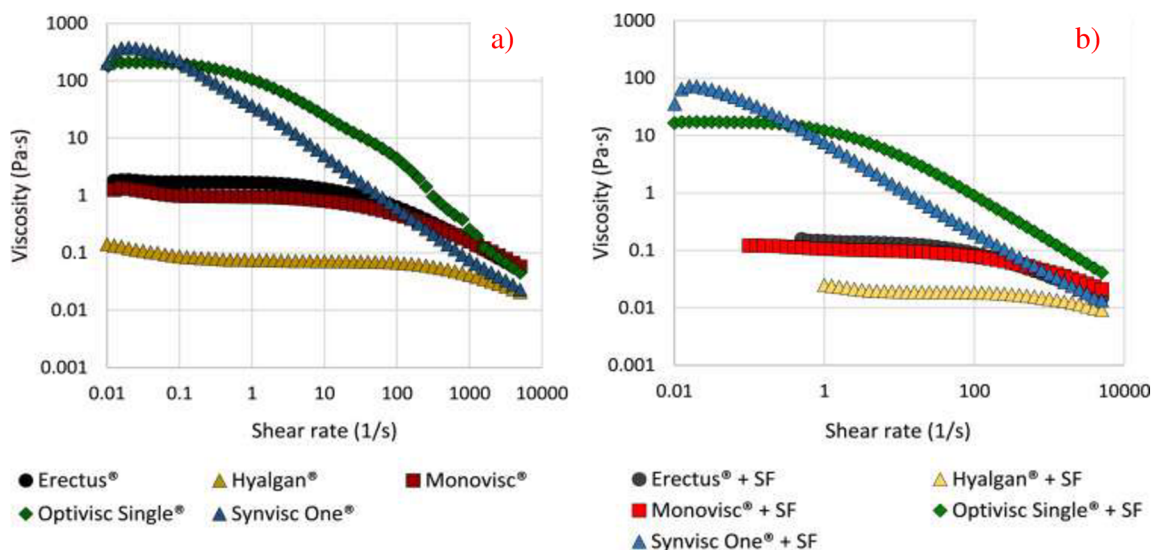 a)
1000
100
10
1
0.1
0.01
0.001
Viscosity (Pa·s)
0.01 0.1 1 10 100 1000 10000
Shear rate (1/s)
Erectus® Hyalgan® Monovisc®
Optivisc Single® Synvisc One®
b)
1000
100
10
1
0.1
0.01
0.001
Viscosity (Pa·s)
0.01 1 100 10000
Shear rate (1/s)
Erectus® + SF Hyalgan® + SF
Monovisc® + SF Optivisc Single® + SF
Synvisc One® + SF